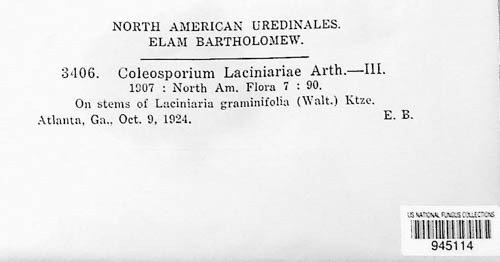 NORTH AMERICAN UREDINALES.
ELAM BARTHOLOMEW.
3406. Coleosporium Laciniariae Arth.—III.
1907 : North Am. Flora 7 : 90.
On stems of Laciniaria graminifolia (Walt.) Ktze.
Atlanta, Ga., Oct. 9, 1924. E. B.
US NATIONAL FUNGUS COLLECTIONS
945114